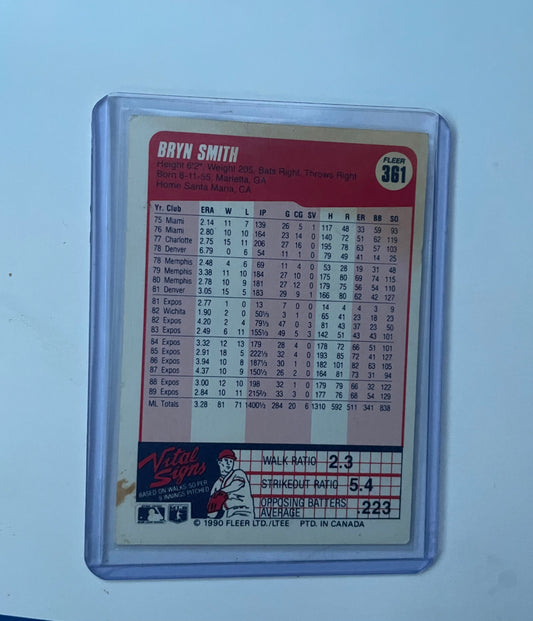 BRYN SMITH
Height 6'2", Weight 205, Bats Right, Throws Right
Born 8-11-55, Marietta, GA
Home Santa Maria, CA
FLEER
361
Yr. Club ERA W L IP G CG SV H R ER BB SO
75 Miami 2.14 11 7 139 26 5 1 117 48 33 59 93
76 Miami 2.80 10 10 164 23 14 0 140 72 51 62 119
77 Charlotte 2.75 15 11 206 27 16 0 195 78 63 57 110
78 Denver 6.79 0 6 54 11 1 0 79 49 41 14 25
78 Memphis 2.48 4 6 69 11 4 0 53 28 19 31 48
79 Memphis 3.38 11 10 184 27 10 0 175 79 69 74 115
80 Memphis 2.78 10 9 181 29 12 0 179 75 56 54 110
81 Denver 3.05 15 5 183 29 9 1 166 80 62 42 127
81 Expos 2.77 1 0 13 7 0 0 14 4 4 3 9
82 Wichita 1.90 2 0 50⅓ 3 1 65 41 23 18 23
82 Expos 4.20 2 4 79⅓ 47 0 3 81 43 37 23 50
83 Expos 2.49 6 11 155⅓ 49 5 3 142 51 43 43 101
84 Expos 3.32 12 13 179 28 4 0 178 72 66 51 101
85 Expos 2.91 18 5 222⅓ 32 4 0 193 85 72 41 127
86 Expos 3.94 10 8 187⅓ 30 1 0 182 87 82 63 105
87 Expos 4.37 10 9 150⅓ 26 2 0 164 81 73 31 94
88 Expos 3.00 12 10 198 32 1 0 179 79 66 32 122
89 Expos 2.84 10 11 215⅔ 33 3 1 177 76 68 54 129
ML Totals 3.28 81 71 1400⅓ 284 20 6 1310 592 511 341 838
Vital
Signs
BASED ON WALKS/SO PER
9 INNINGS PITCHED
WALK RATIO 2.3
STRIKEOUT RATIO 5.4
OPPOSING BATTERS
AVERAGE 223
© 1990 FLEER LTD./LTEE PTD. IN CANADA